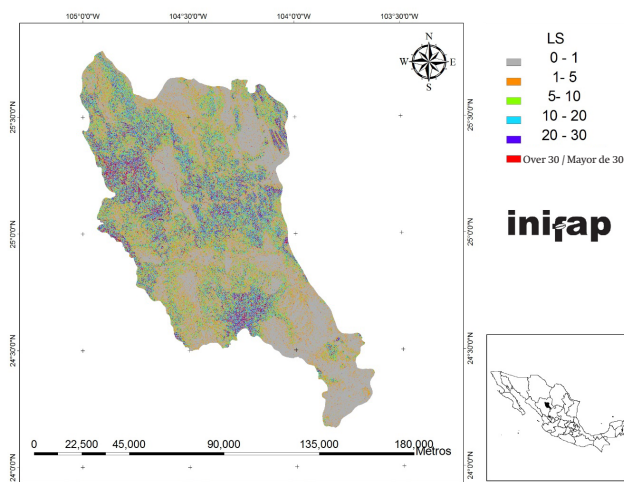 105°0'0"W 104°30'0"W 104°0'0"W 103°30'0"W
25°30'0"N 25°30'0"N
25°0'0"N 25°0'0"N
24°30'0"N 24°30'0"N
24°0'0"N 24°0'0"N
N
W E
S
0 22,500 45,000 90,000 135,000 180,000
Metros
LS
0 - 1
1- 5
5- 10
10 - 20
20 - 30
Over 30 / Mayor de 30
inifap